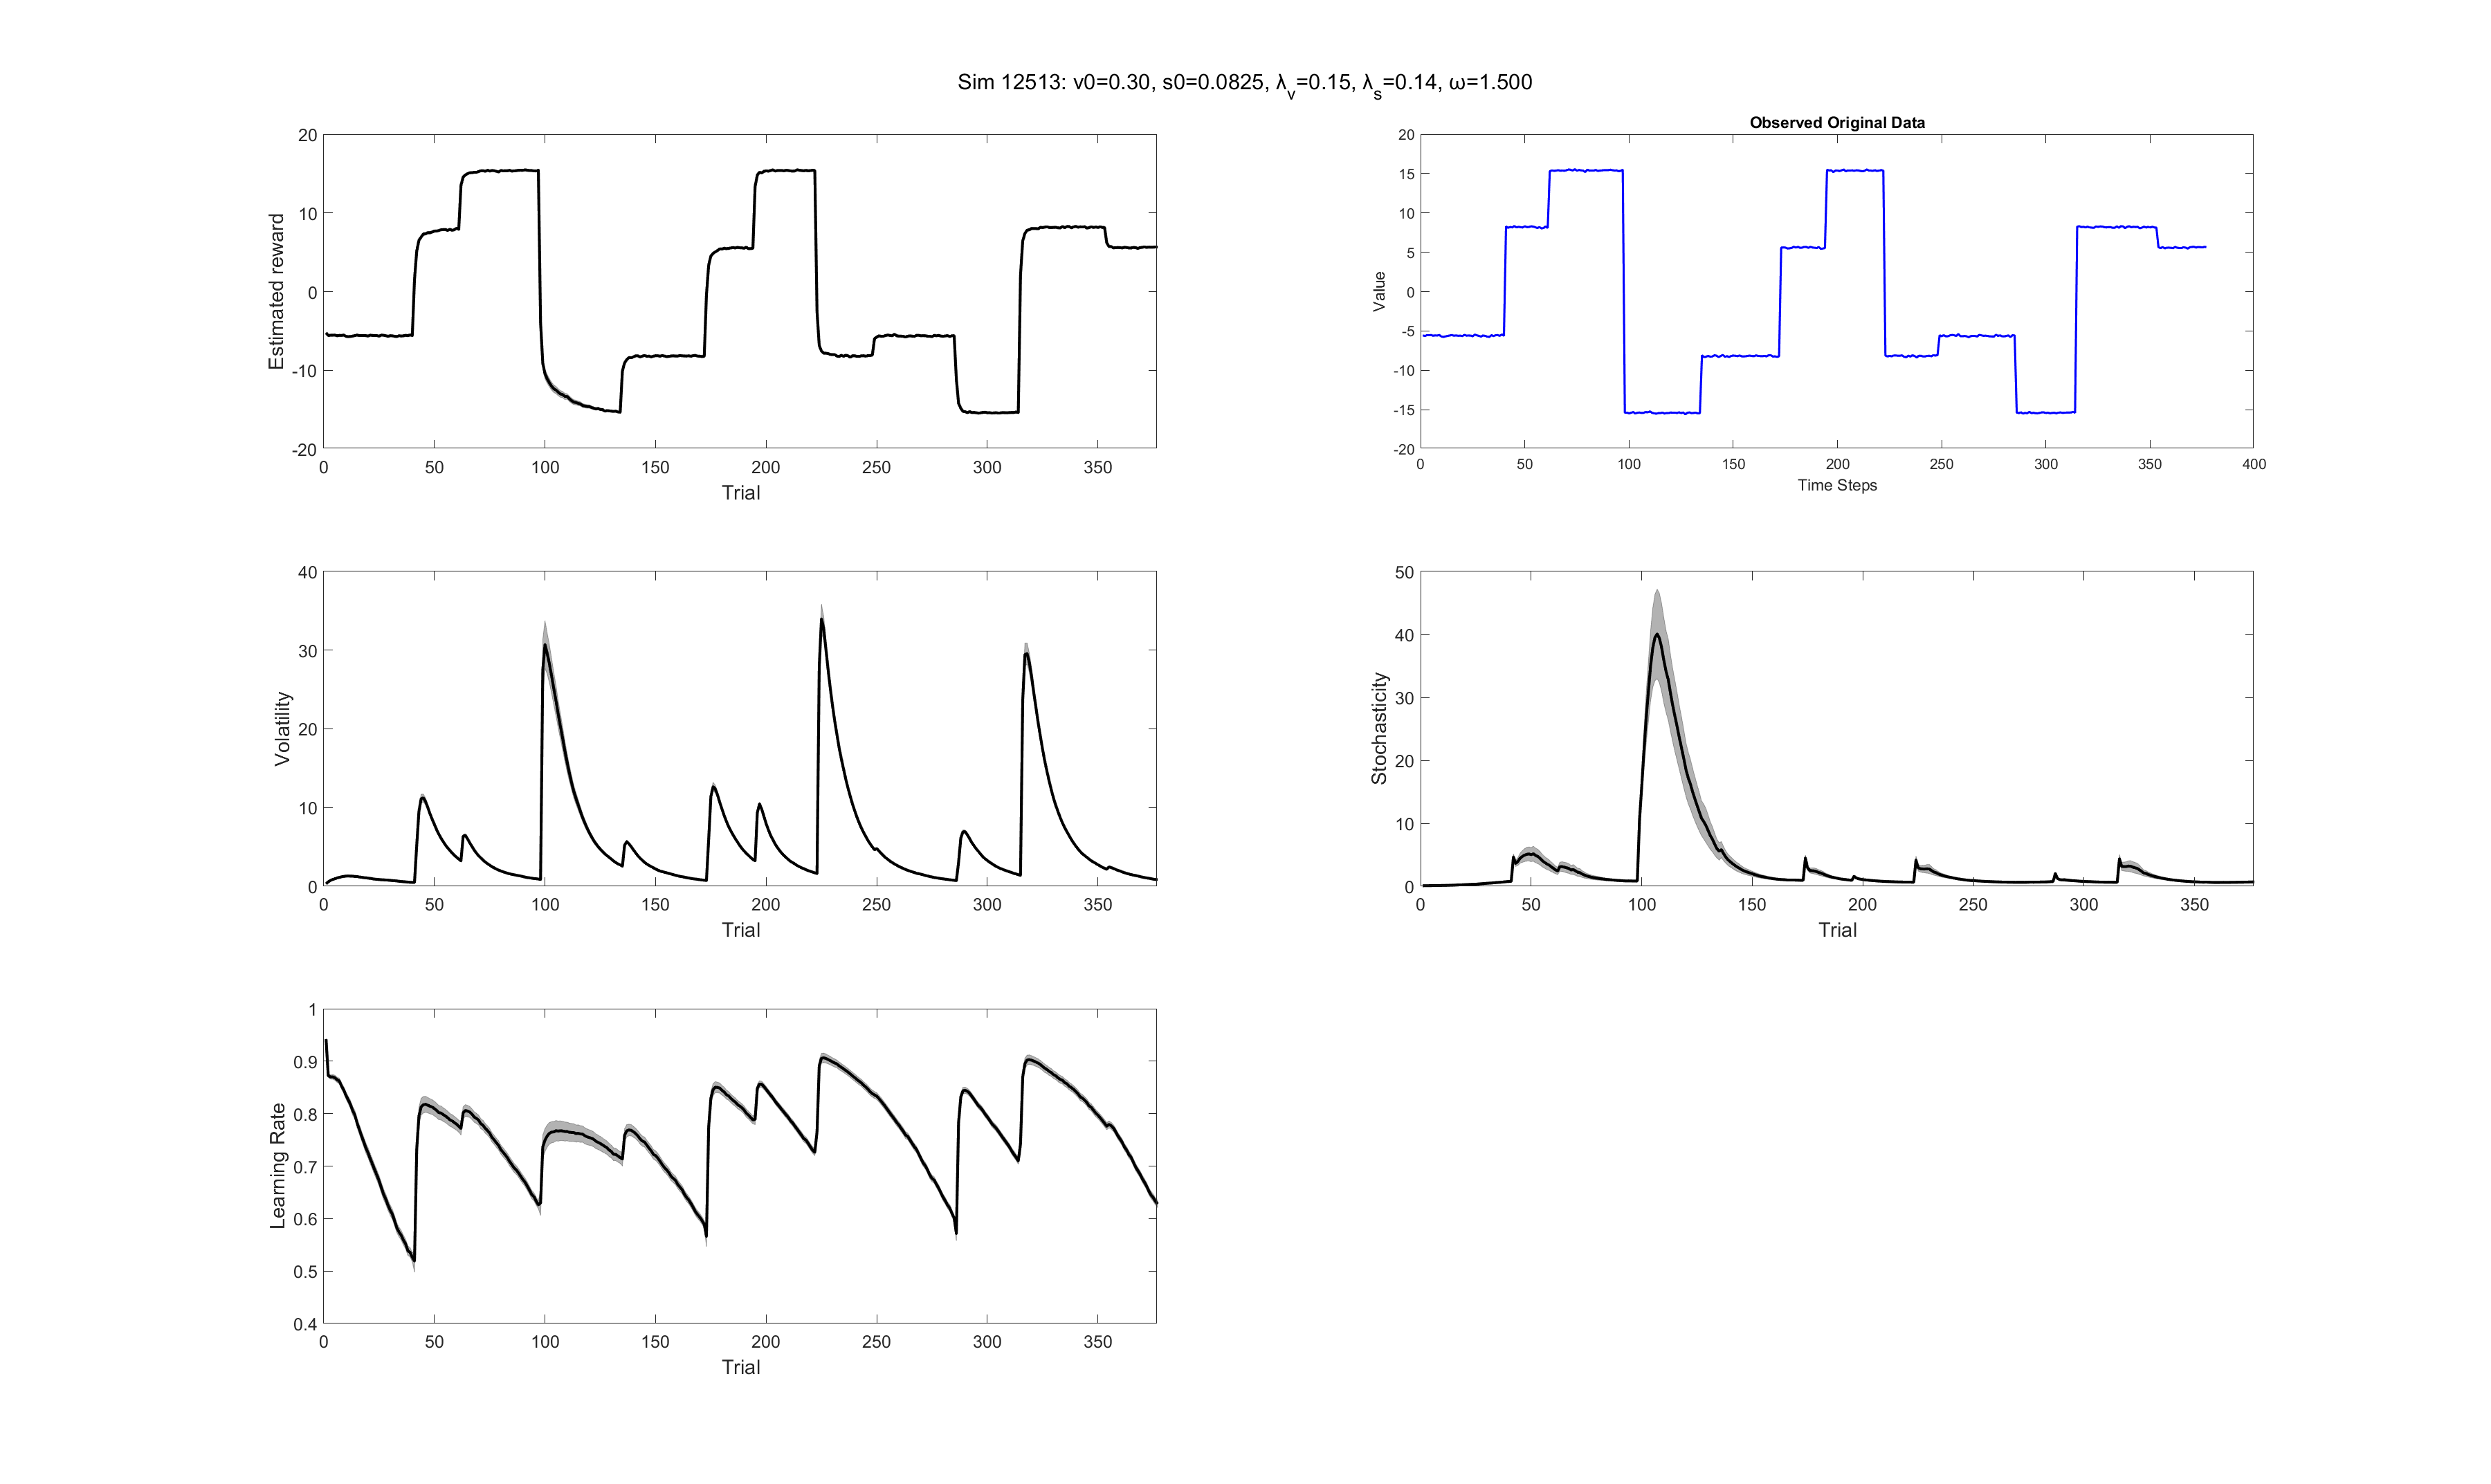 Sim 12513: v0=0.30, s0=0.0825, λv=0.15, λs=0.14, ω=1.500
20
10
0
-10
-20
Estimated reward
0 50 100 150 200 250 300 350
Trial
Observed Original Data
20
15
10
5
0
-5
-10
-15
-20
Value
0 50 100 150 200 250 300 350 400
Time Steps
40
30
20
10
0
Volatility
0 50 100 150 200 250 300 350
Trial
50
40
30
20
10
0
Stochasticity
0 50 100 150 200 250 300 350
Trial
1
0.9
0.8
0.7
0.6
0.5
0.4
Learning Rate
0 50 100 150 200 250 300 350
Trial